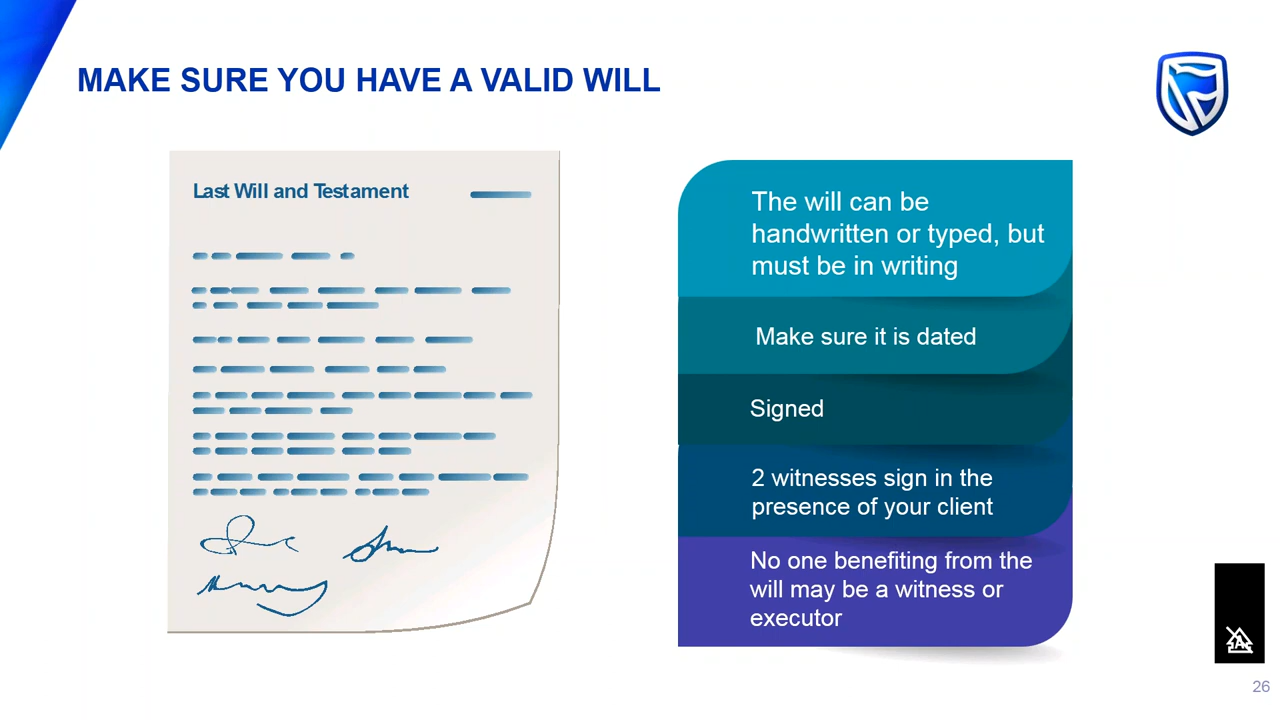 MAKE SURE YOU HAVE A VALID WILL
Last Will and Testament
The will can be
handwritten or typed, but
must be in writing
Make sure it is dated
Signed
2 witnesses sign in the
presence of your client
No one benefiting from the
will may be a witness or
executor
26